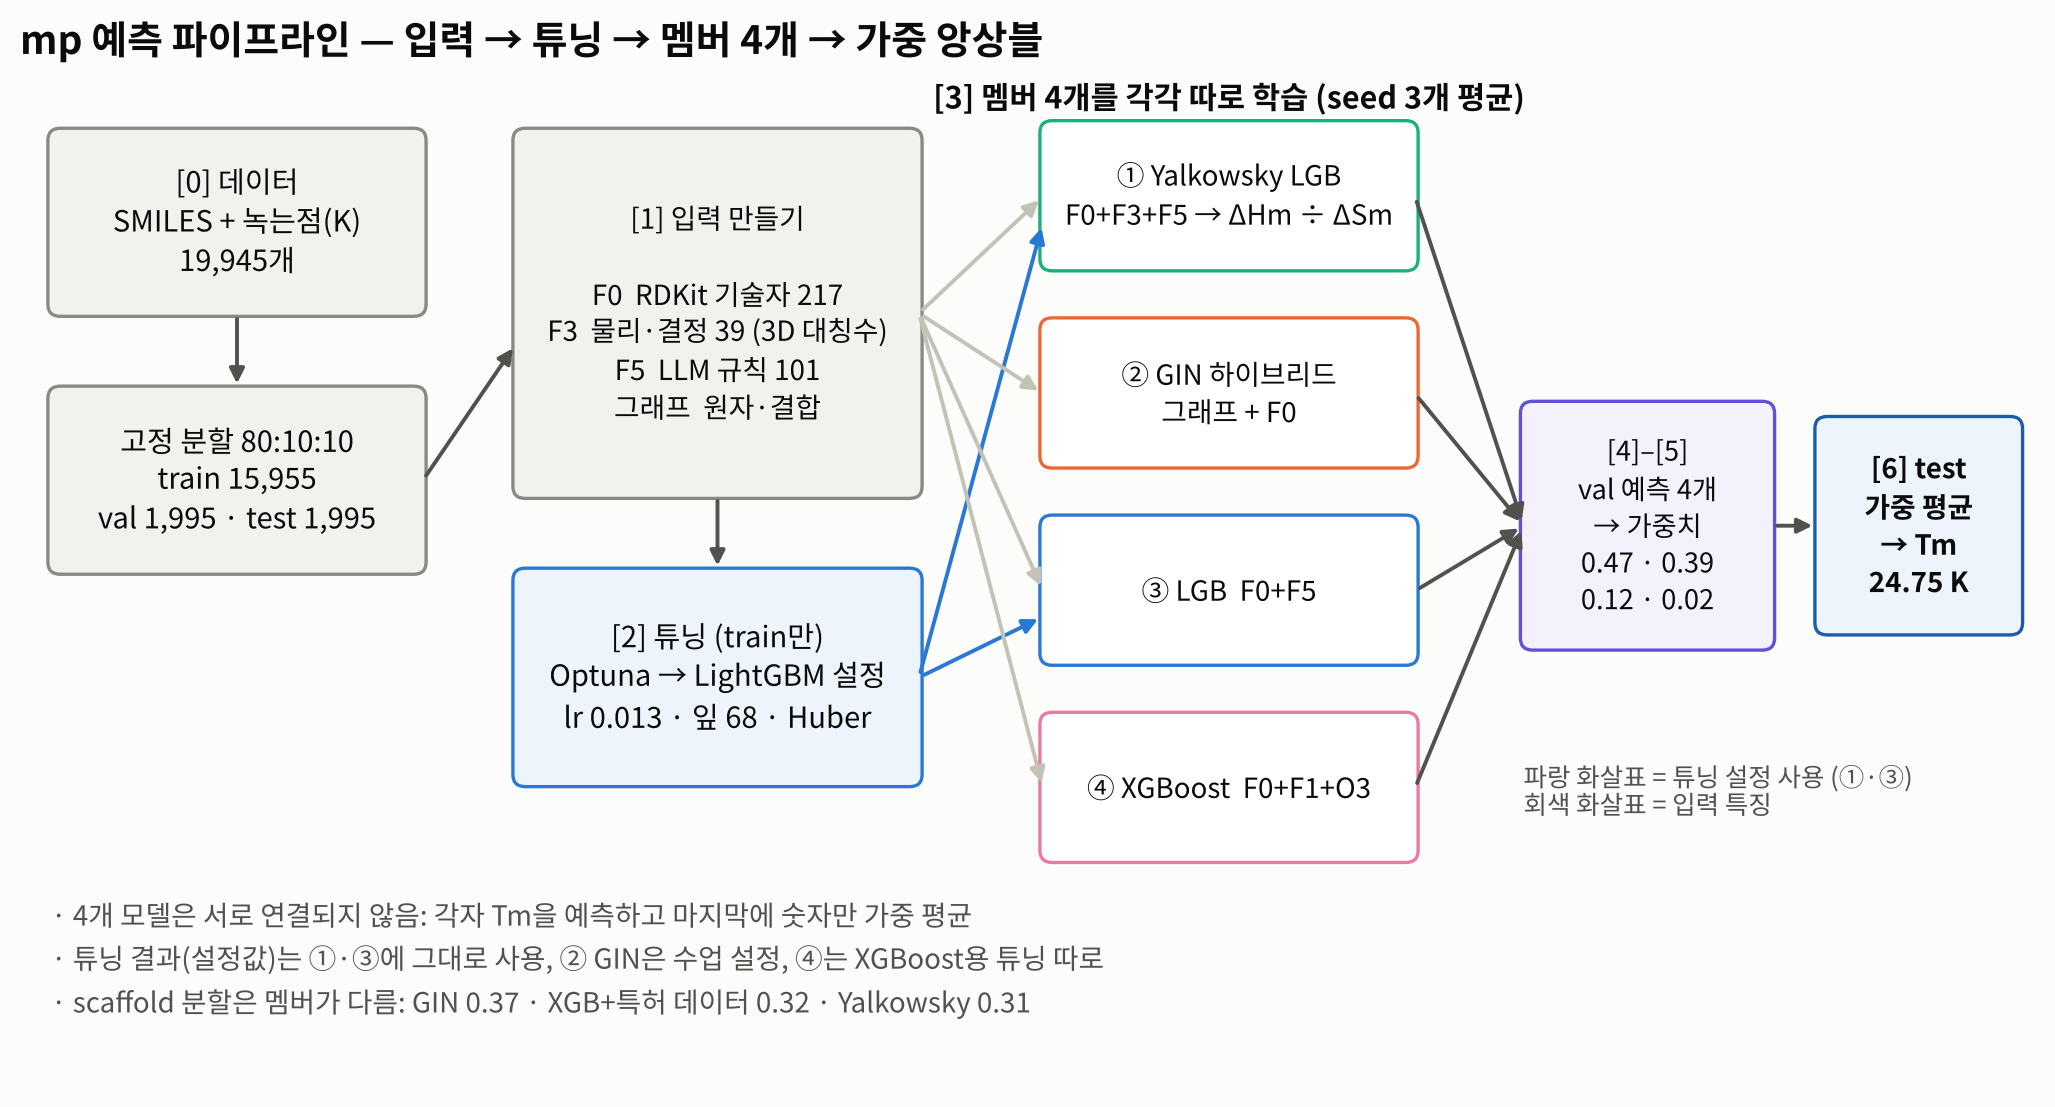 mp 예측 파이프라인 — 입력 → 튜닝 → 멤버 4개 → 가중 앙상블
[3] 멤버 4개를 각각 따로 학습 (seed 3개 평균)
[0] 데이터
SMILES + 녹는점(K)
19,945개
고정 분할 80:10:10
train 15,955
val 1,995 · test 1,995
[1] 입력 만들기
F0 RDKit 기술자 217
F3 물리·결정 39 (3D 대칭수)
F5 LLM 규칙 101
그래프 원자·결합
[2] 튜닝 (train만)
Optuna → LightGBM 설정
lr 0.013 · 잎 68 · Huber
① Yalkowsky LGB
F0+F3+F5 → ΔHm ÷ ΔSm
② GIN 하이브리드
그래프 + F0
③ LGB F0+F5
④ XGBoost F0+F1+O3
[4]–[5]
val 예측 4개
→ 가중치
0.47 · 0.39
0.12 · 0.02
[6] test
가중 평균
→ Tm
24.75 K
파랑 화살표 = 튜닝 설정 사용 (①·③)
회색 화살표 = 입력 특징
· 4개 모델은 서로 연결되지 않음: 각자 Tm을 예측하고 마지막에 숫자만 가중 평균
· 튜닝 결과(설정값)는 ①·③에 그대로 사용, ② GIN은 수업 설정, ④는 XGBoost용 튜닝 따로
· scaffold 분할은 멤버가 다름: GIN 0.37 · XGB+특허 데이터 0.32 · Yalkowsky 0.31